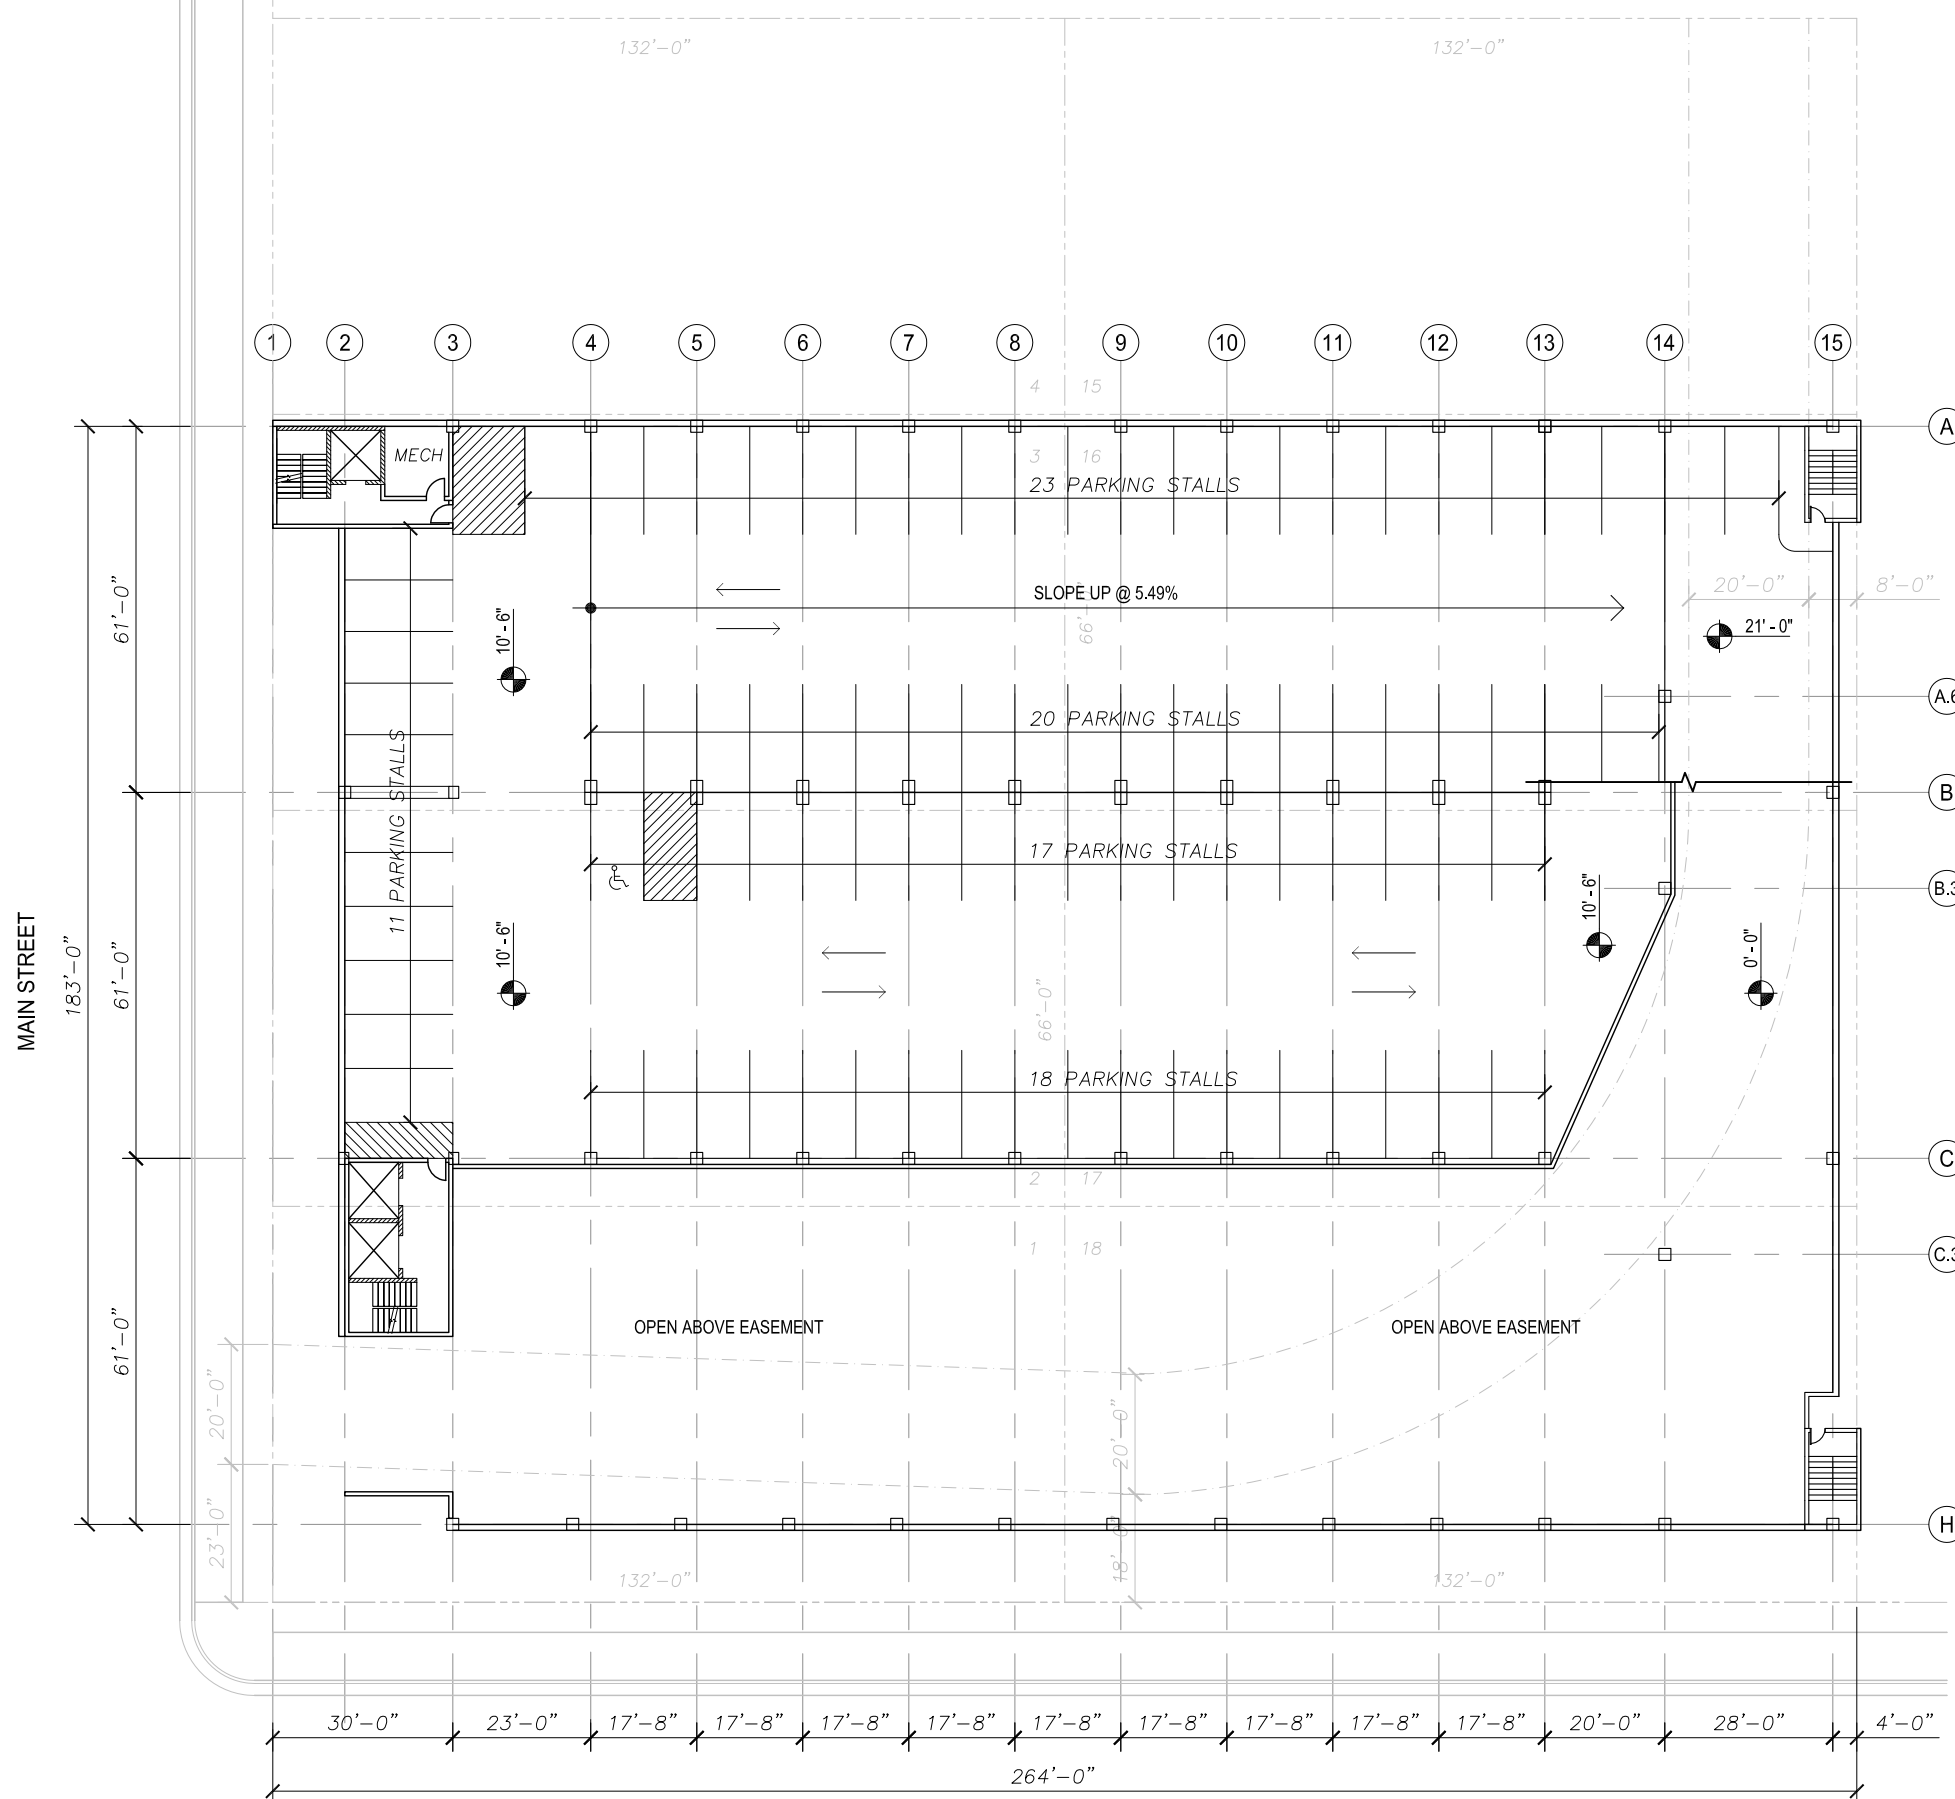 132'-0" 132'-0"
1 2 3 4 5 6 7 8 9 10 11 12 13 14 15
4 15
A
MECH
3 16
23 PARKING STALLS
61'-0"
SLOPE UP @ 5.49%
20'-0" 8'-0"
66'-0"
10' - 6"
21' - 0"
A.6
20 PARKING STALLS
11 PARKING STALLS
B
17 PARKING STALLS
B.3
10' - 6"
MAIN STREET
183'-0"
61'-0"
10' - 6"
0' - 0"
66'-0"
18 PARKING STALLS
C
2 17
1 18
C.3
OPEN ABOVE EASEMENT OPEN ABOVE EASEMENT
61'-0"
20'-0"
20'-0"
23'-0"
18'-0"
H
132'-0" 132'-0"
30'-0" 23'-0" 17'-8" 17'-8" 17'-8" 17'-8" 17'-8" 17'-8" 17'-8" 17'-8" 17'-8" 20'-0" 28'-0" 4'-0"
264'-0"